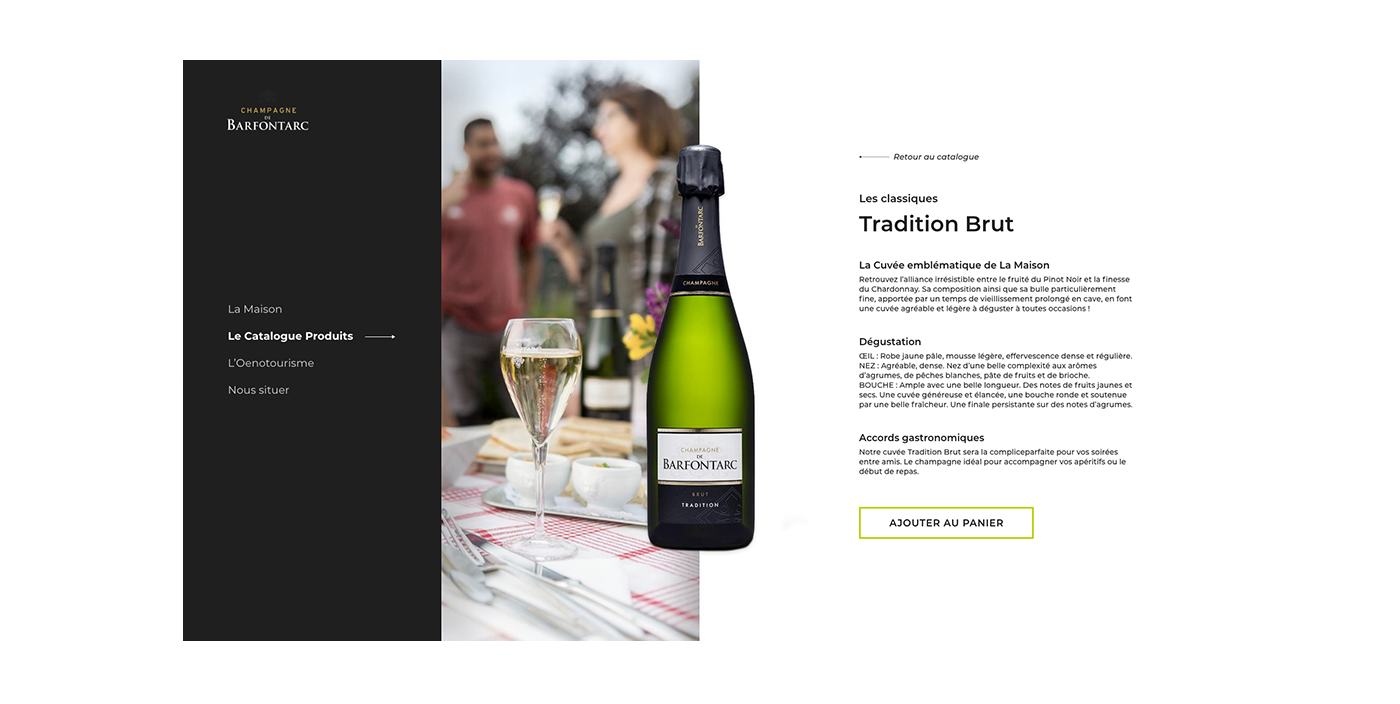 CHAMPAGNE
DE
BARFONTARC
La Maison
Le Catalogue Produits
L’Oenotourisme
Nous situer
BARFONTARC
DE
BARFONTARC
CHAMPAGNE
CHAMPAGNE
DE
BARFONTARC
BRUT
TRADITION
Retour au catalogue
Les classiques
Tradition Brut
La Cuvée emblématique de La Maison
Retrouvez l’alliance irrésistible entre le fruité du Pinot Noir et la finesse
du Chardonnay. Sa composition ainsi que sa bulle particulièrement
fine, apportée par un temps de vieillissement prolongé en cave, en font
une cuvée agréable et légère à déguster à toutes occasions !
Dégustation
ŒIL : Robe jaune pâle, mousse légère, effervescence dense et régulière.
NEZ : Agréable, dense. Nez d’une belle complexité aux arômes
d’agrumes, de pêches blanches, pâte de fruits et de brioche.
BOUCHE : Ample avec une belle longueur. Des notes de fruits jaunes et
secs. Une cuvée généreuse et élancée, une bouche ronde et soutenue
par une belle fraîcheur. Une finale persistante sur des notes d’agrumes.
Accords gastronomiques
Notre cuvée Tradition Brut sera la compliceparfaite pour vos soirées
entre amis. Le champagne idéal pour accompagner vos apéritifs ou le
début de repas.
AJOUTER AU PANIER